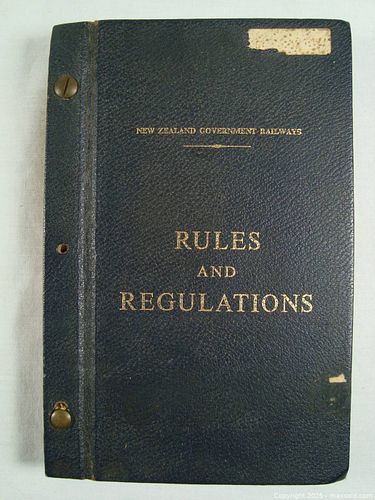 NEW ZEALAND GOVERNMENT RAILWAYS
RULES
AND
REGULATIONS